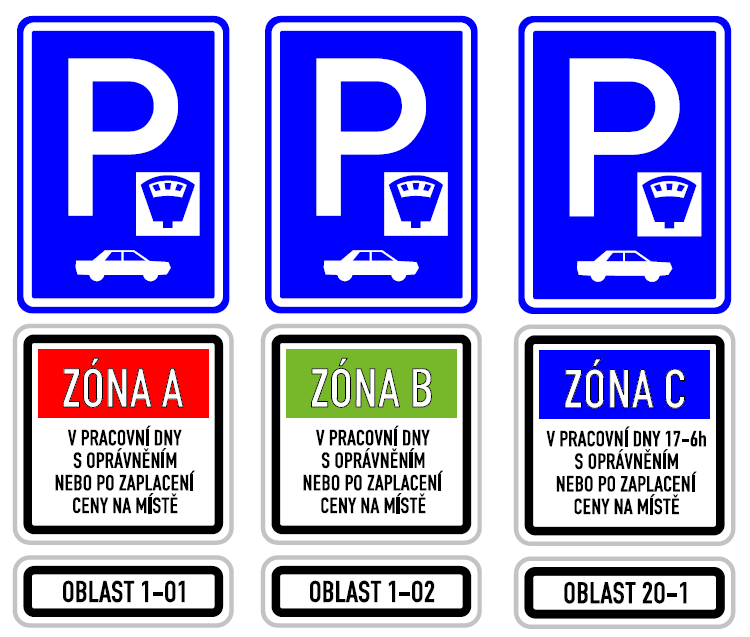 P
ZÓNA A
V PRACOVNÍ DNY
S OPRÁVNĚNÍM
NEBO PO ZAPLACENÍ
CENY NA MÍSTĚ
OBLAST 1-01
P
ZÓNA B
V PRACOVNÍ DNY
S OPRÁVNĚNÍM
NEBO PO ZAPLACENÍ
CENY NA MÍSTĚ
OBLAST 1-02
P
ZÓNA C
V PRACOVNÍ DNY 17-6h
S OPRÁVNĚNÍM
NEBO PO ZAPLACENÍ
CENY NA MÍSTĚ
OBLAST 20-1